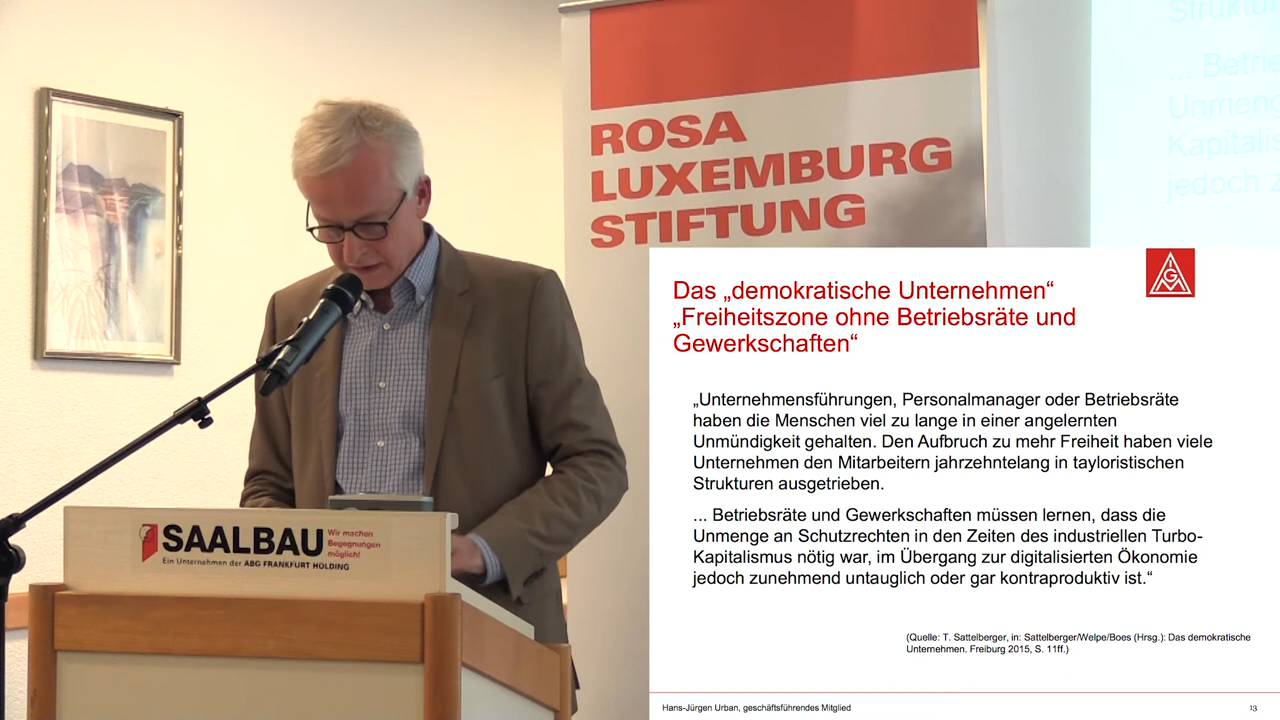 Struktur
... Betrie
Unmeng
Kapitalis
jedoch z
ROSA
LUXEMBURG
STIFTUNG
Das „demokratische Unternehmen“
„Freiheitszone ohne Betriebsräte und
Gewerkschaften“
„Unternehmensführungen, Personalmanager oder Betriebsräte
haben die Menschen viel zu lange in einer angelernten
Unmündigkeit gehalten. Den Aufbruch zu mehr Freiheit haben viele
Unternehmen den Mitarbeitern jahrzehntelang in tayloristischen
Strukturen ausgetrieben.
... Betriebsräte und Gewerkschaften müssen lernen, dass die
Unmenge an Schutzrechten in den Zeiten des industriellen Turbo-
Kapitalismus nötig war, im Übergang zur digitalisierten Ökonomie
jedoch zunehmend untauglich oder gar kontraproduktiv ist.“
(Quelle: T. Sattelberger, in: Sattelberger/Welpe/Boes (Hrsg.): Das demokratische
Unternehmen. Freiburg 2015, S. 11ff.)
Hans-Jürgen Urban, geschäftsführendes Mitglied
13
SAALBAU
Wir machen
Begegnungen
möglich!
Ein Unternehmen der ABG FRANKFURT HOLDING